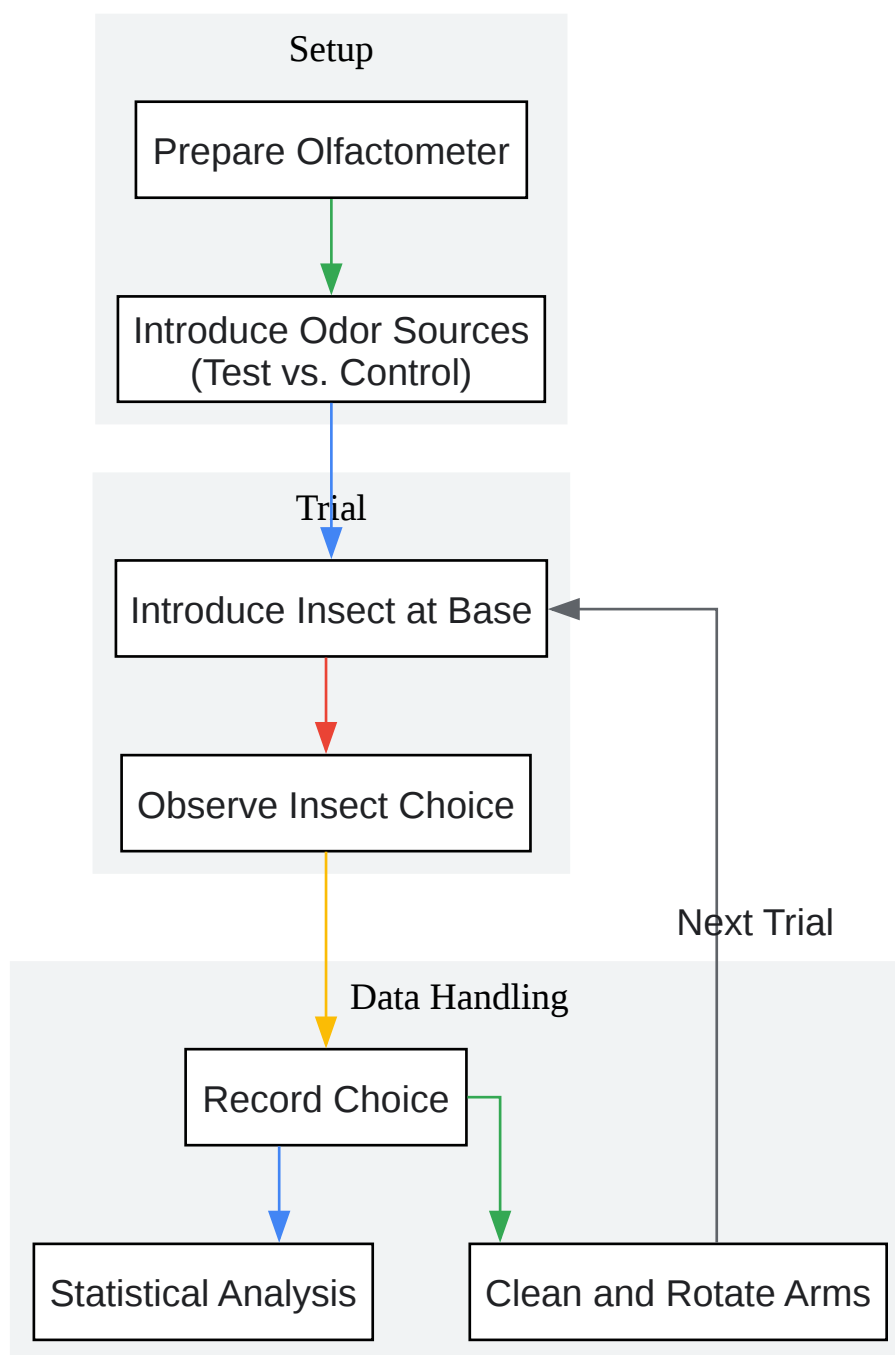 Setup
Prepare Olfactometer
Introduce Odor Sources
(Test vs. Control)
Trial
Introduce Insect at Base
Observe Insect Choice
Next Trial
Data Handling
Record Choice
Statistical Analysis
Clean and Rotate Arms